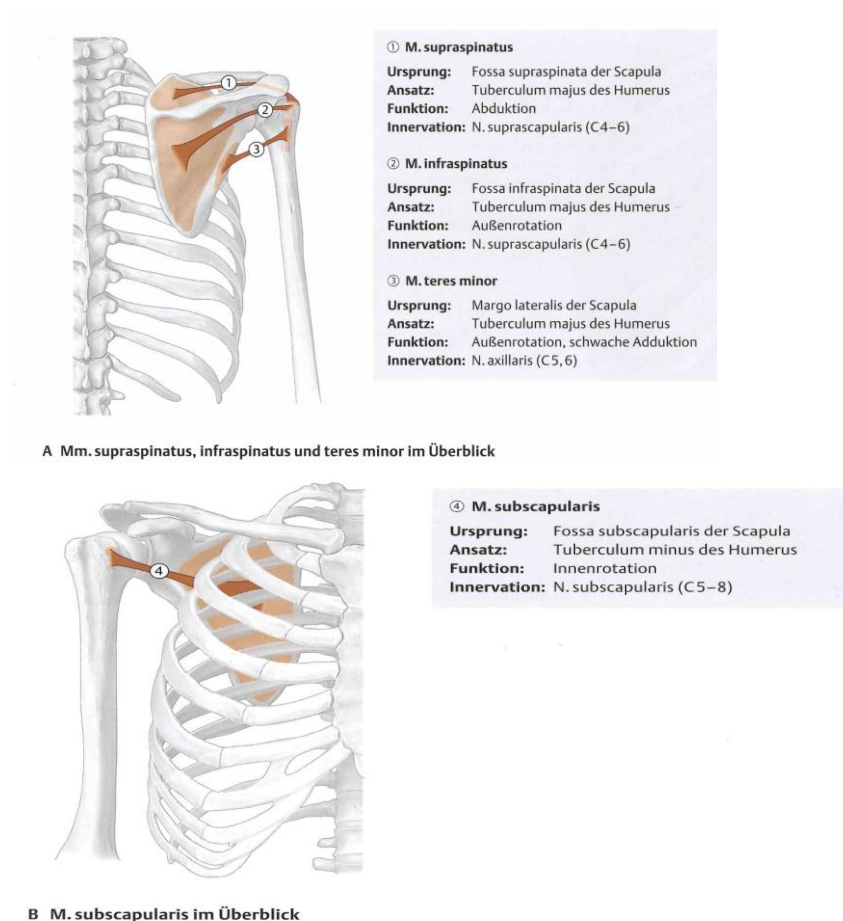 ① M. supraspinatus
Ursprung: Fossa supraspinata der Scapula
Ansatz: Tuberculum majus des Humerus
Funktion: Abduktion
Innervation: N. suprascapularis (C4–6)
② M. infraspinatus
Ursprung: Fossa infraspinata der Scapula
Ansatz: Tuberculum majus des Humerus
Funktion: Außenrotation
Innervation: N. suprascapularis (C4–6)
③ M. teres minor
Ursprung: Margo lateralis der Scapula
Ansatz: Tuberculum majus des Humerus
Funktion: Außenrotation, schwache Adduktion
Innervation: N. axillaris (C5, 6)
①
②
③
A Mm. supraspinatus, infraspinatus und teres minor im Überblick
④ M. subscapularis
Ursprung: Fossa subscapularis der Scapula
Ansatz: Tuberculum minus des Humerus
Funktion: Innenrotation
Innervation: N. subscapularis (C5–8)
④
B M. subscapularis im Überblick